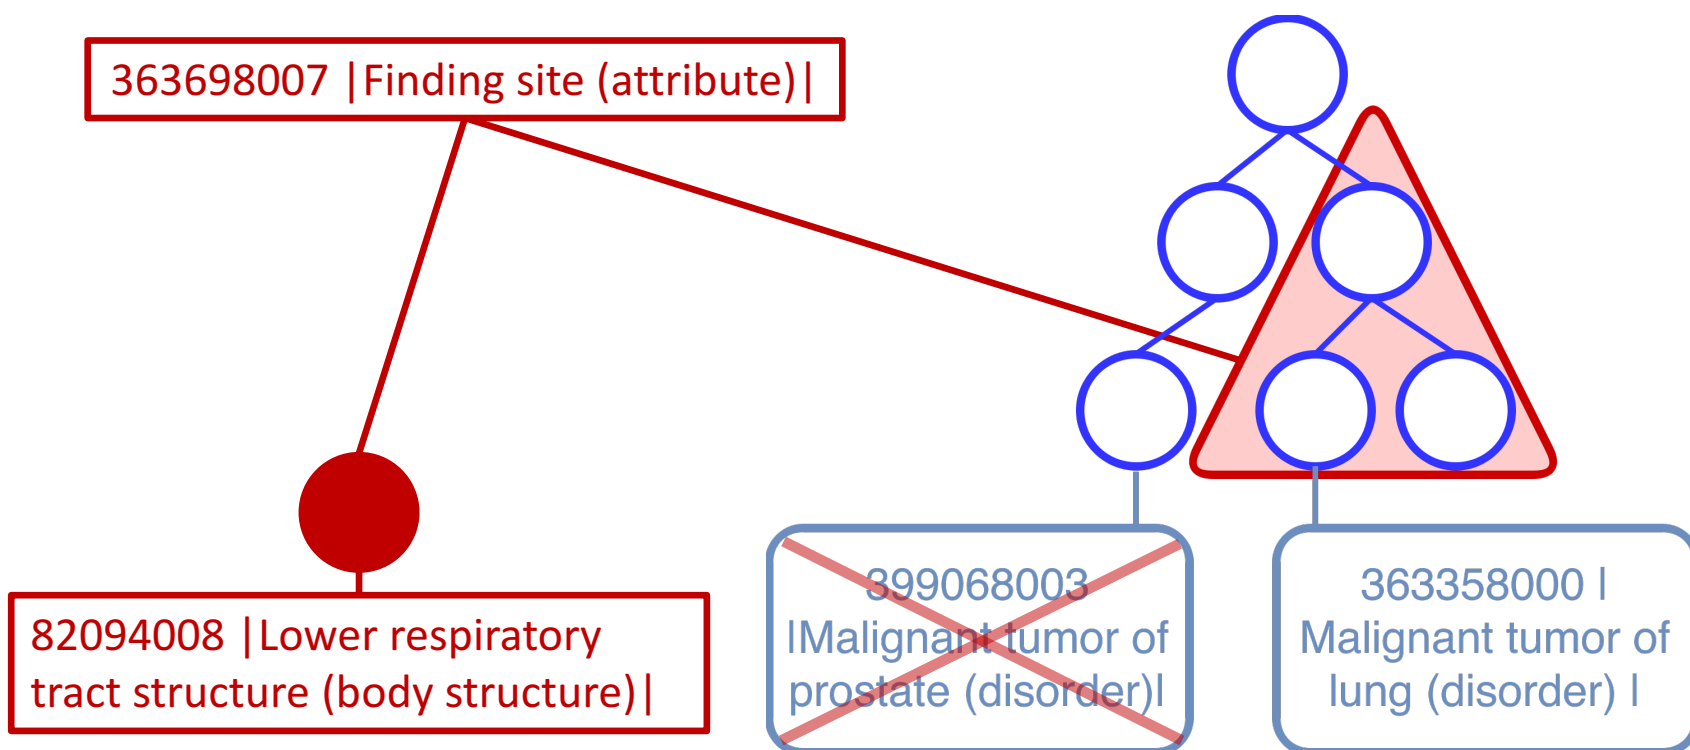 363698007 |Finding site (attribute)|
82094008 |Lower respiratory
tract structure (body structure)|
399068003
|Malignant tumor of
prostate (disorder)|
363358000 |
Malignant tumor of
lung (disorder) |